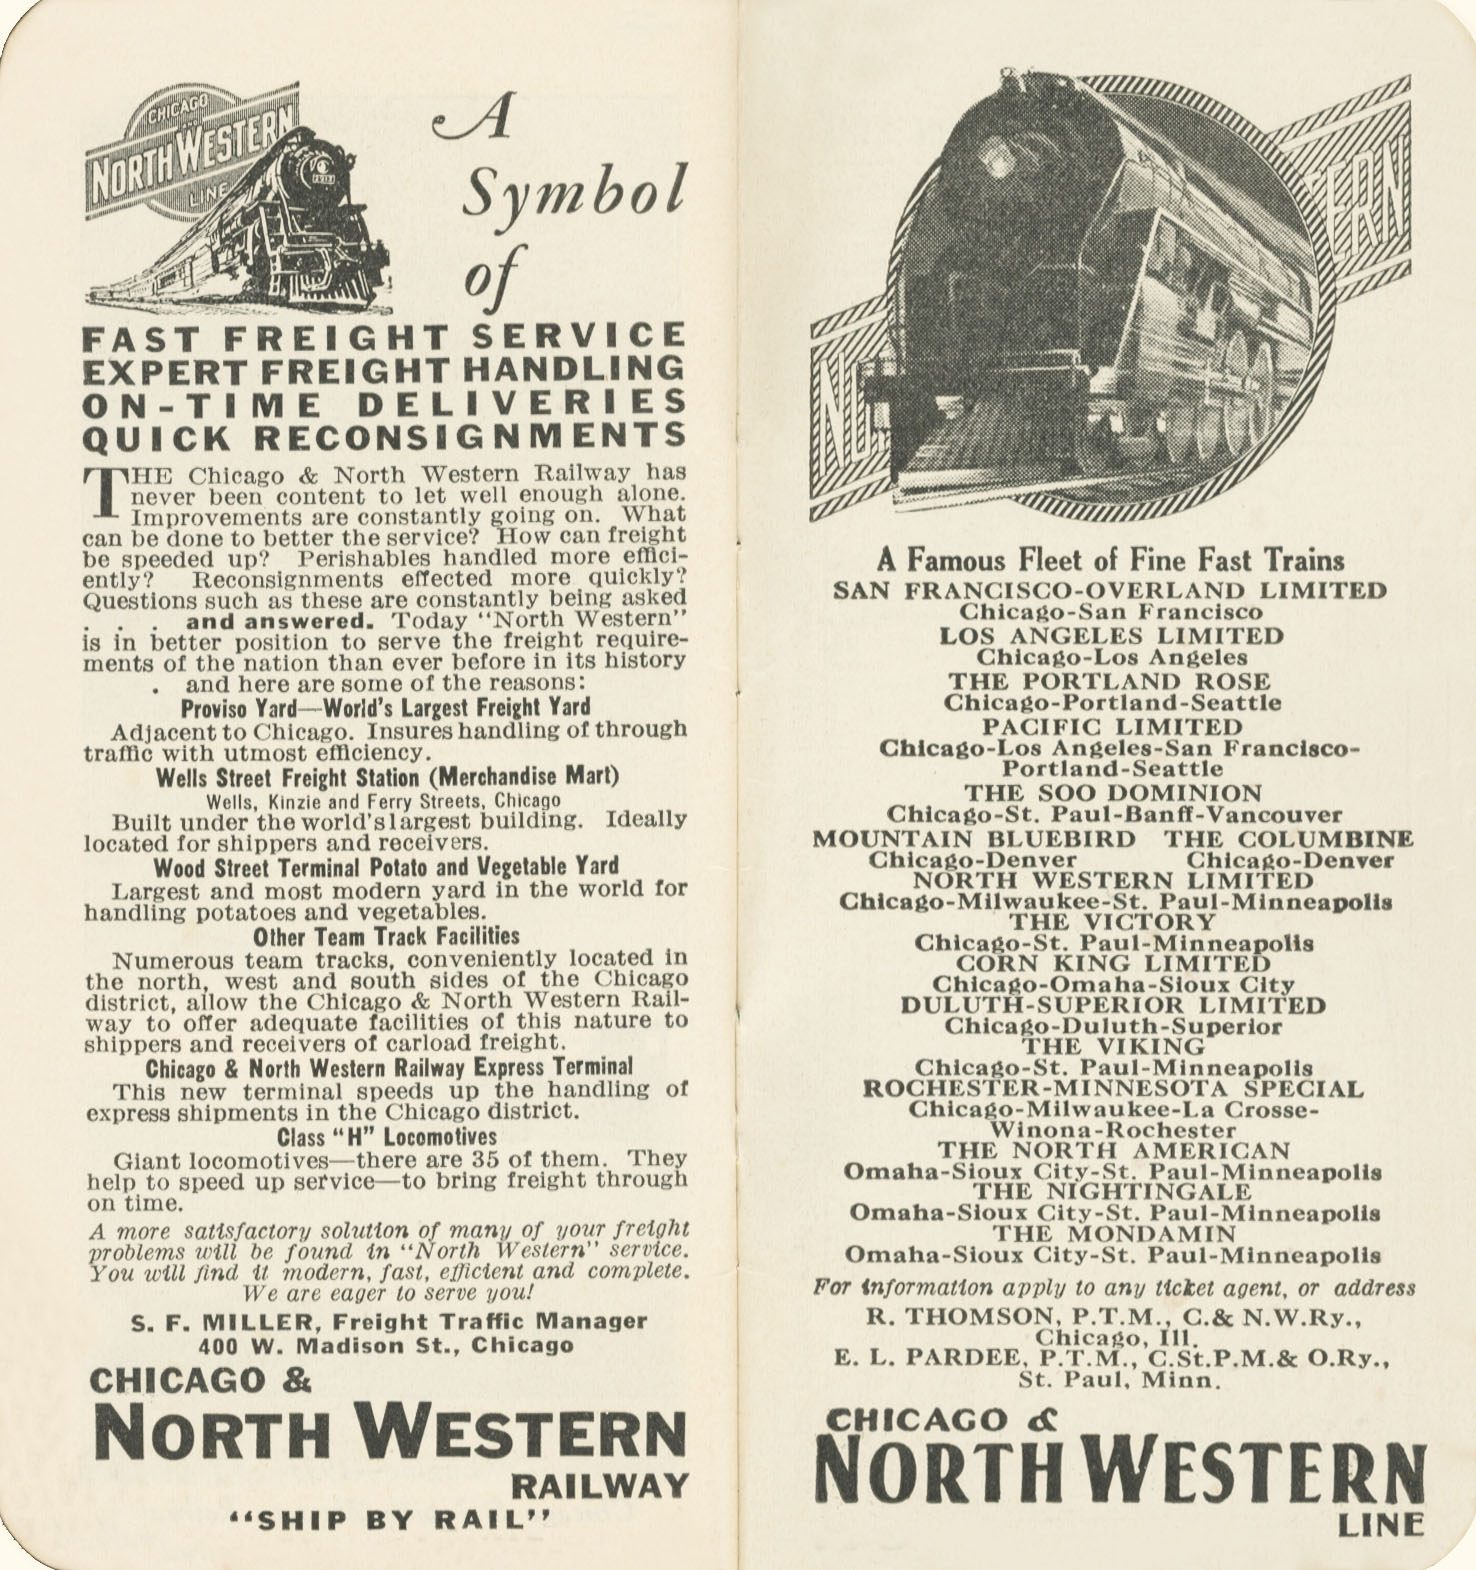 CHICAGO
AND
NORTH WESTERN
LINE
A
Symbol
of
FAST FREIGHT SERVICE
EXPERT FREIGHT HANDLING
ON-TIME DELIVERIES
QUICK RECONSIGNMENTS
THE Chicago & North Western Railway has
never been content to let well enough alone.
Improvements are constantly going on. What
can be done to better the service? How can freight
be speeded up? Perishables handled more effici-
ently? Reconsignments effected more quickly?
Questions such as these are constantly being asked
. . . and answered. Today "North Western"
is in better position to serve the freight require-
ments of the nation than ever before in its history
. and here are some of the reasons:
Proviso Yard—World's Largest Freight Yard
Adjacent to Chicago. Insures handling of through
traffic with utmost efficiency.
Wells Street Freight Station (Merchandise Mart)
Wells, Kinzie and Ferry Streets, Chicago
Built under the world's largest building. Ideally
located for shippers and receivers.
Wood Street Terminal Potato and Vegetable Yard
Largest and most modern yard in the world for
handling potatoes and vegetables.
Other Team Track Facilities
Numerous team tracks, conveniently located in
the north, west and south sides of the Chicago
district, allow the Chicago & North Western Rail-
way to offer adequate facilities of this nature to
shippers and receivers of carload freight.
Chicago & North Western Railway Express Terminal
This new terminal speeds up the handling of
express shipments in the Chicago district.
Class "H" Locomotives
Giant locomotives—there are 35 of them. They
help to speed up service—to bring freight through
on time.
A more satisfactory solution of many of your freight
problems will be found in "North Western" service.
You will find it modern, fast, efficient and complete.
We are eager to serve you!
S. F. MILLER, Freight Traffic Manager
400 W. Madison St., Chicago
CHICAGO &
NORTH WESTERN
RAILWAY
"SHIP BY RAIL"
NO
ERN
A Famous Fleet of Fine Fast Trains
SAN FRANCISCO-OVERLAND LIMITED
Chicago-San Francisco
LOS ANGELES LIMITED
Chicago-Los Angeles
THE PORTLAND ROSE
Chicago-Portland-Seattle
PACIFIC LIMITED
Chicago-Los Angeles-San Francisco-
Portland-Seattle
THE SOO DOMINION
Chicago-St. Paul-Banff-Vancouver
MOUNTAIN BLUEBIRD THE COLUMBINE
Chicago-Denver Chicago-Denver
NORTH WESTERN LIMITED
Chicago-Milwaukee-St. Paul-Minneapolis
THE VICTORY
Chicago-St. Paul-Minneapolis
CORN KING LIMITED
Chicago-Omaha-Sioux City
DULUTH-SUPERIOR LIMITED
Chicago-Duluth-Superior
THE VIKING
Chicago-St. Paul-Minneapolis
ROCHESTER-MINNESOTA SPECIAL
Chicago-Milwaukee-La Crosse-
Winona-Rochester
THE NORTH AMERICAN
Omaha-Sioux City-St. Paul-Minneapolis
THE NIGHTINGALE
Omaha-Sioux City-St. Paul-Minneapolis
THE MONDAMIN
Omaha-Sioux City-St. Paul-Minneapolis
For information apply to any ticket agent, or address
R. THOMSON, P.T.M., C.& N.W.Ry.,
Chicago, Ill.
E. L. PARDEE, P.T.M., C.St.P.M.& O.Ry.,
St. Paul, Minn.
CHICAGO &
NORTH WESTERN
LINE